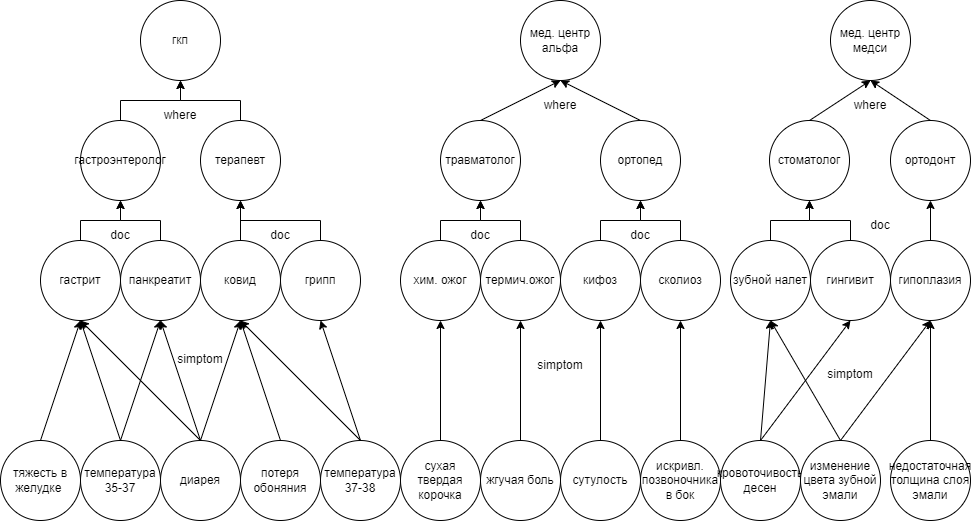 гкп
мед. центр
альфа
мед. центр
медси
where
where
where
гастроэнтеролог
терапевт
травматолог
ортопед
стоматолог
ортодонт
doc
doc
doc
doc
doc
гастрит
панкреатит
ковид
грипп
хим. ожог
термич.ожог
кифоз
сколиоз
зубной налет
гингивит
гипоплазия
simptom
simptom
simptom
тяжесть в
желудке
температура
35-37
диарея
потеря
обоняния
температура
37-38
сухая
твердая
корочка
жгучая боль
сутулость
искривл.
позвоночника
в бок
кровоточивость
десен
изменение
цвета зубной
эмали
недостаточная
толщина слоя
эмали